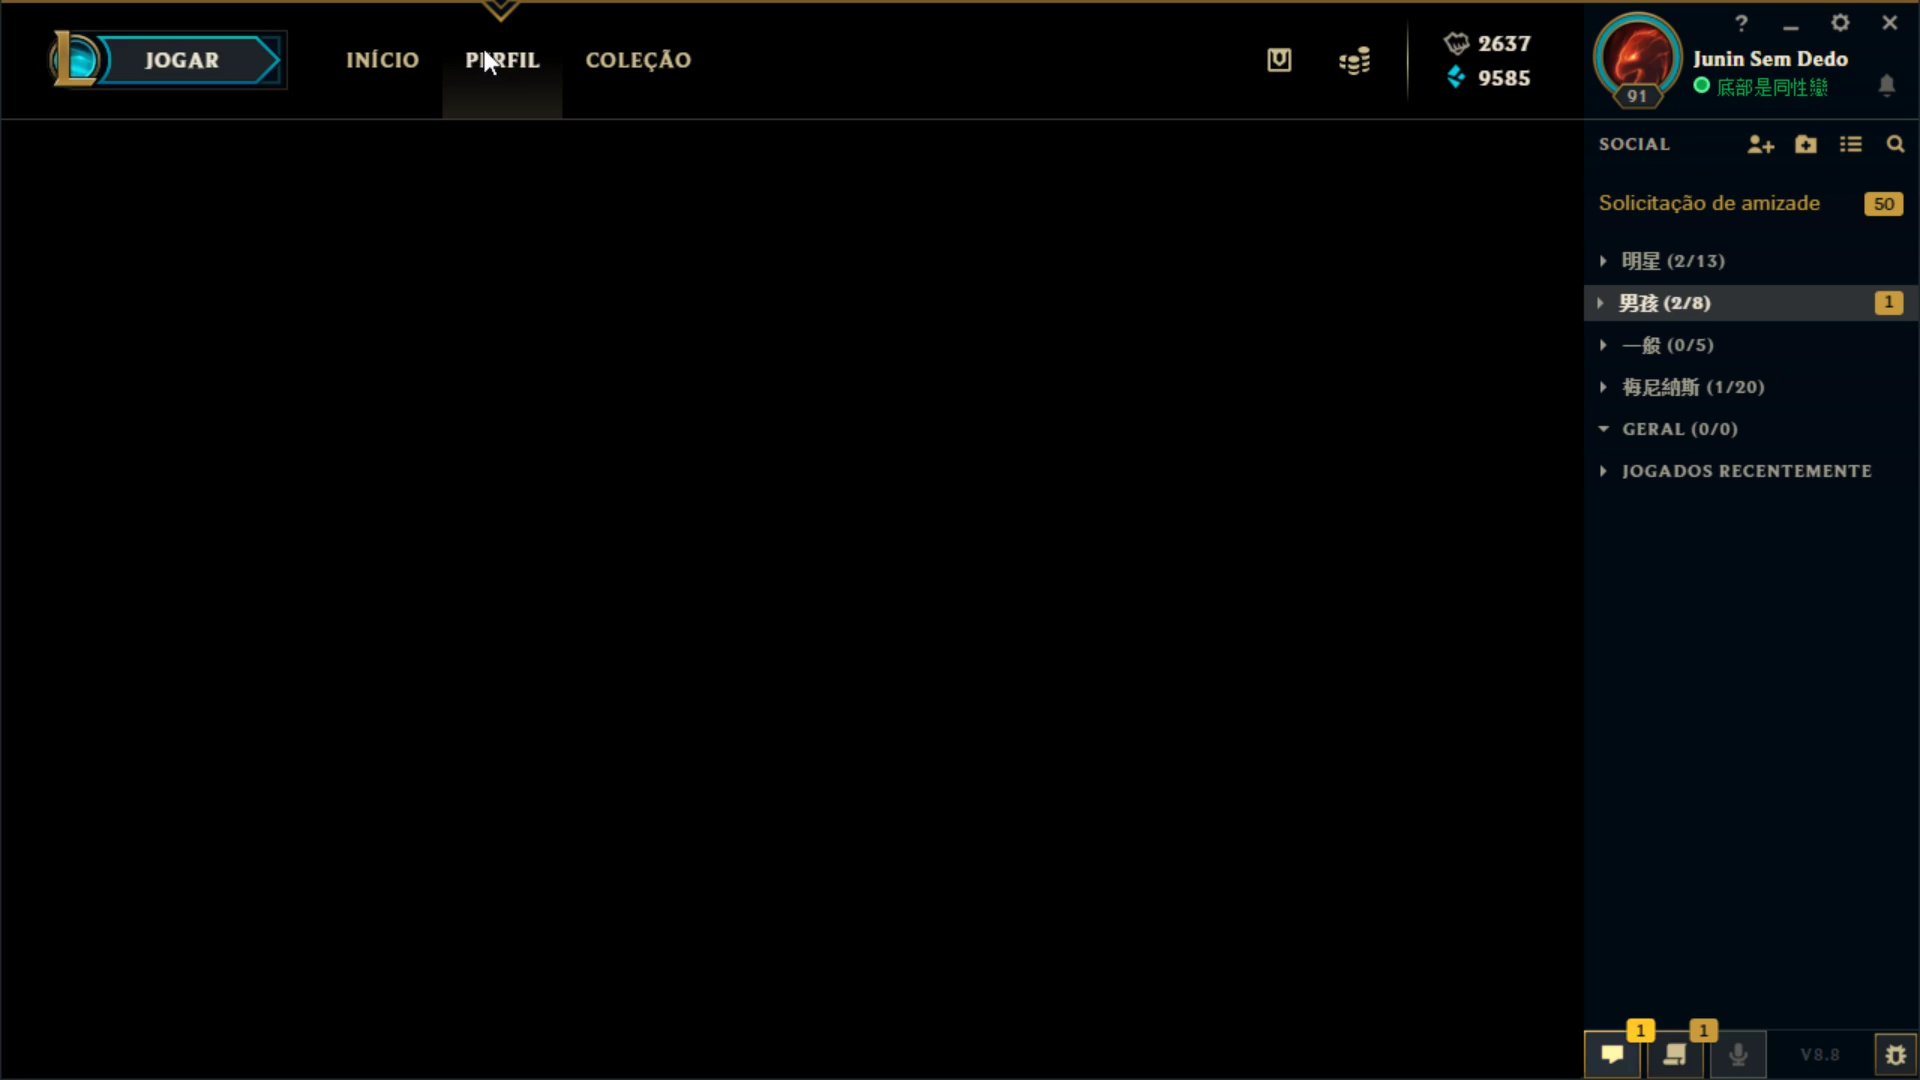 JOGAR
INÍCIO
PERFIL
COLEÇÃO
2637
9585
?
91
Junin Sem Dedo
底部是同性戀
SOCIAL
Solicitação de amizade 50
明星 (2/13)
男孩 (2/8) 1
一般 (0/5)
梅尼納斯 (1/20)
GERAL (0/0)
JOGADOS RECENTEMENTE
1
1
V8.8